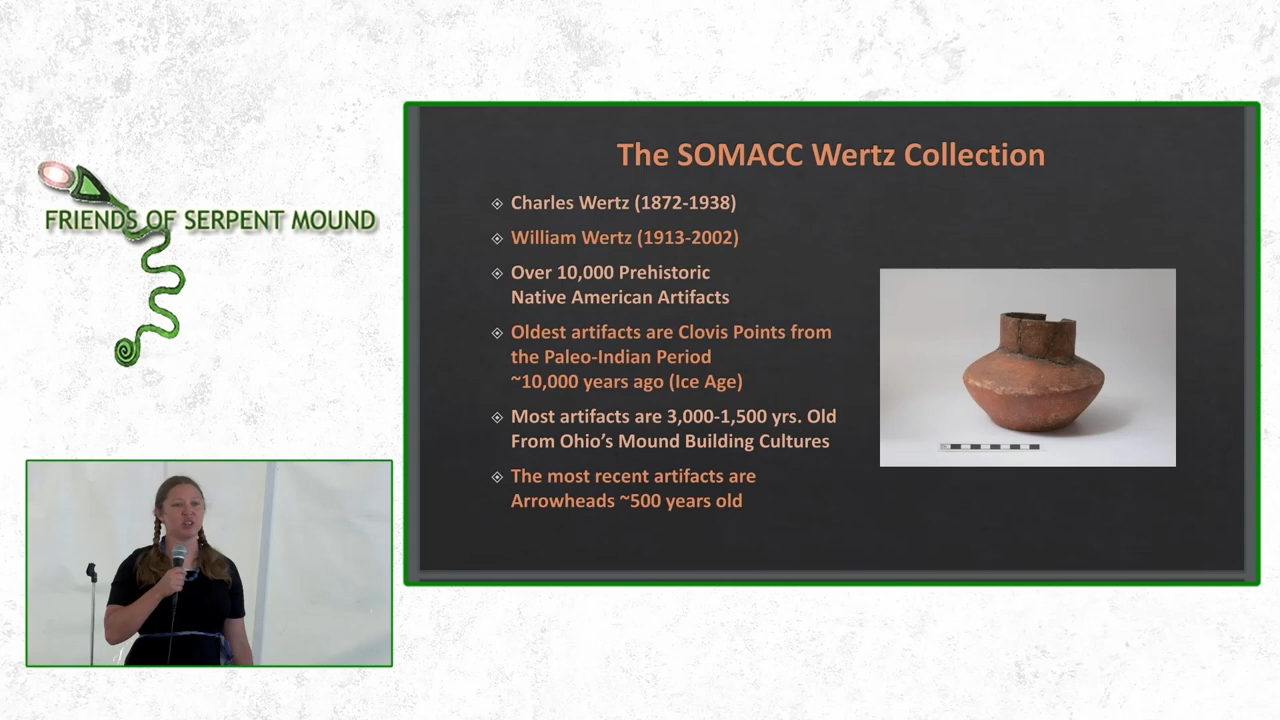 FRIENDS OF SERPENT MOUND
The SOMACC Wertz Collection
Charles Wertz (1872-1938)
William Wertz (1913-2002)
Over 10,000 Prehistoric
Native American Artifacts
Oldest artifacts are Clovis Points from
the Paleo-Indian Period
~10,000 years ago (Ice Age)
Most artifacts are 3,000-1,500 yrs. Old
From Ohio's Mound Building Cultures
The most recent artifacts are
Arrowheads ~500 years old